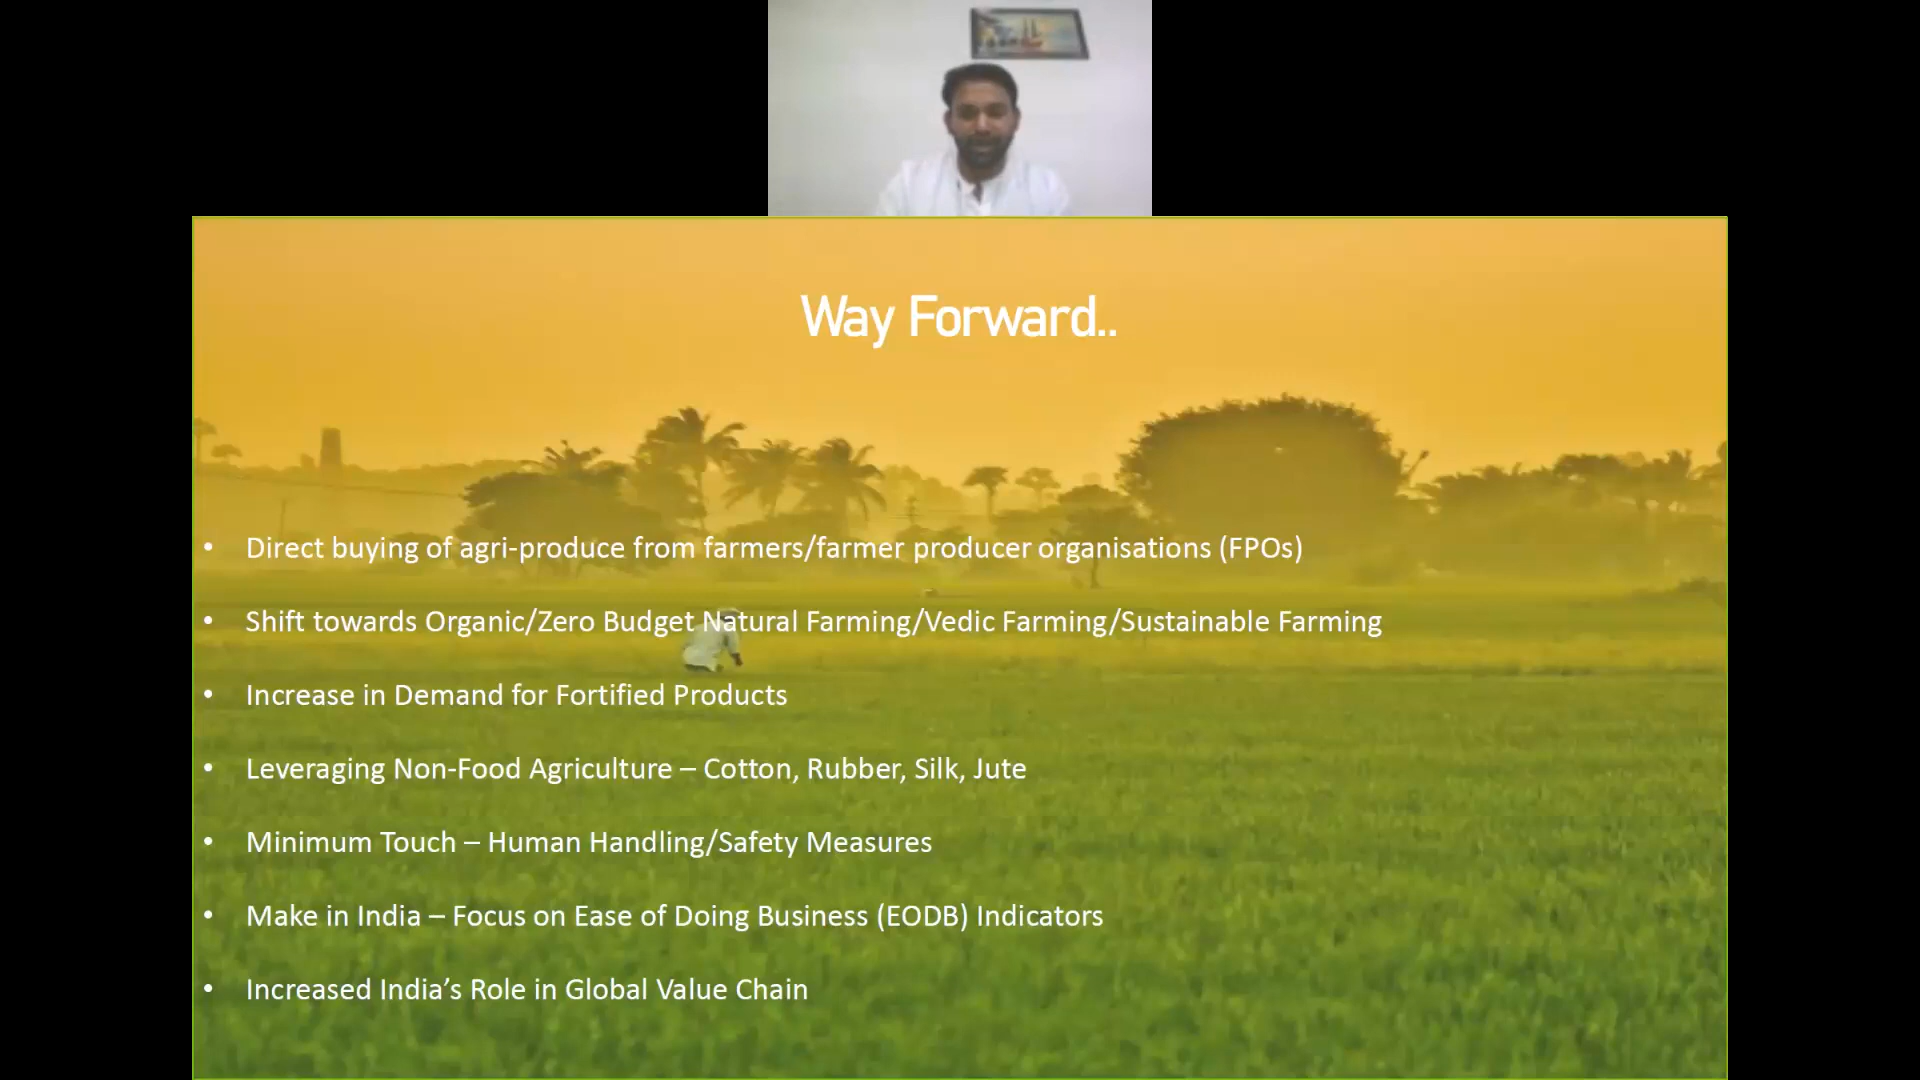 Way Forward..
• Direct buying of agri-produce from farmers/farmer producer organisations (FPOs)
• Shift towards Organic/Zero Budget Natural Farming/Vedic Farming/Sustainable Farming
• Increase in Demand for Fortified Products
• Leveraging Non-Food Agriculture – Cotton, Rubber, Silk, Jute
• Minimum Touch – Human Handling/Safety Measures
• Make in India – Focus on Ease of Doing Business (EODB) Indicators
• Increased India’s Role in Global Value Chain